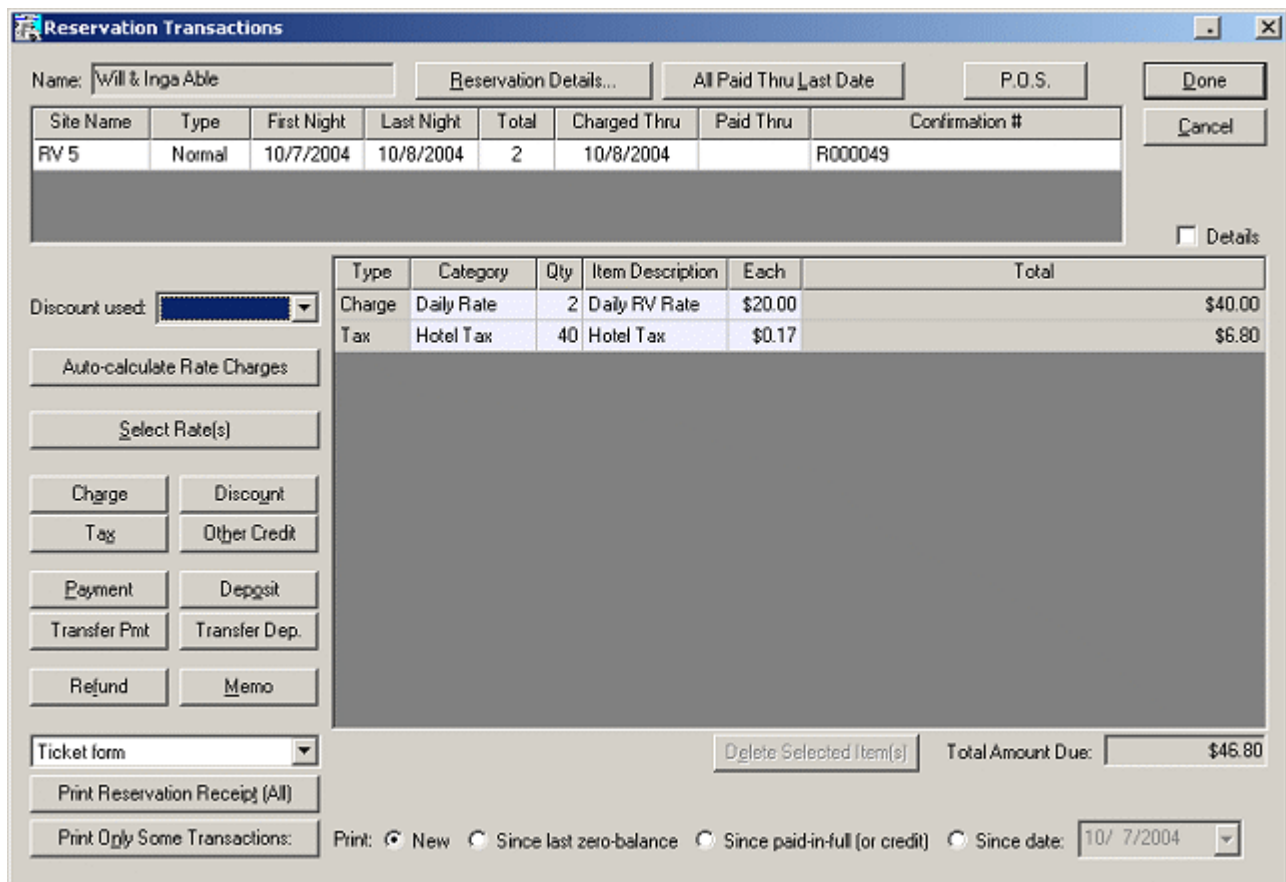 Reservation Transactions
Name: Will & Inga Able Reservation Details... All Paid Thru Last Date P.O.S. Done
Cancel
Site Name Type First Night Last Night Total Charged Thru Paid Thru Confirmation #
RV 5 Normal 10/7/2004 10/8/2004 2 10/8/2004 R000049
Details
Type Category Qty Item Description Each Total
Charge Daily Rate 2 Daily RV Rate $20.00 $40.00
Tax Hotel Tax 40 Hotel Tax $0.17 $6.80
Discount used:
Auto-calculate Rate Charges
Select Rate(s)
Charge Discount
Tax Other Credit
Payment Deposit
Transfer Pmt Transfer Dep.
Refund Memo
Ticket form
Delete Selected Item(s) Total Amount Due: $46.80
Print Reservation Receipt (All)
Print Only Some Transactions: Print: New Since last zero-balance Since paid-in-full (or credit) Since date: 10/ 7/2004